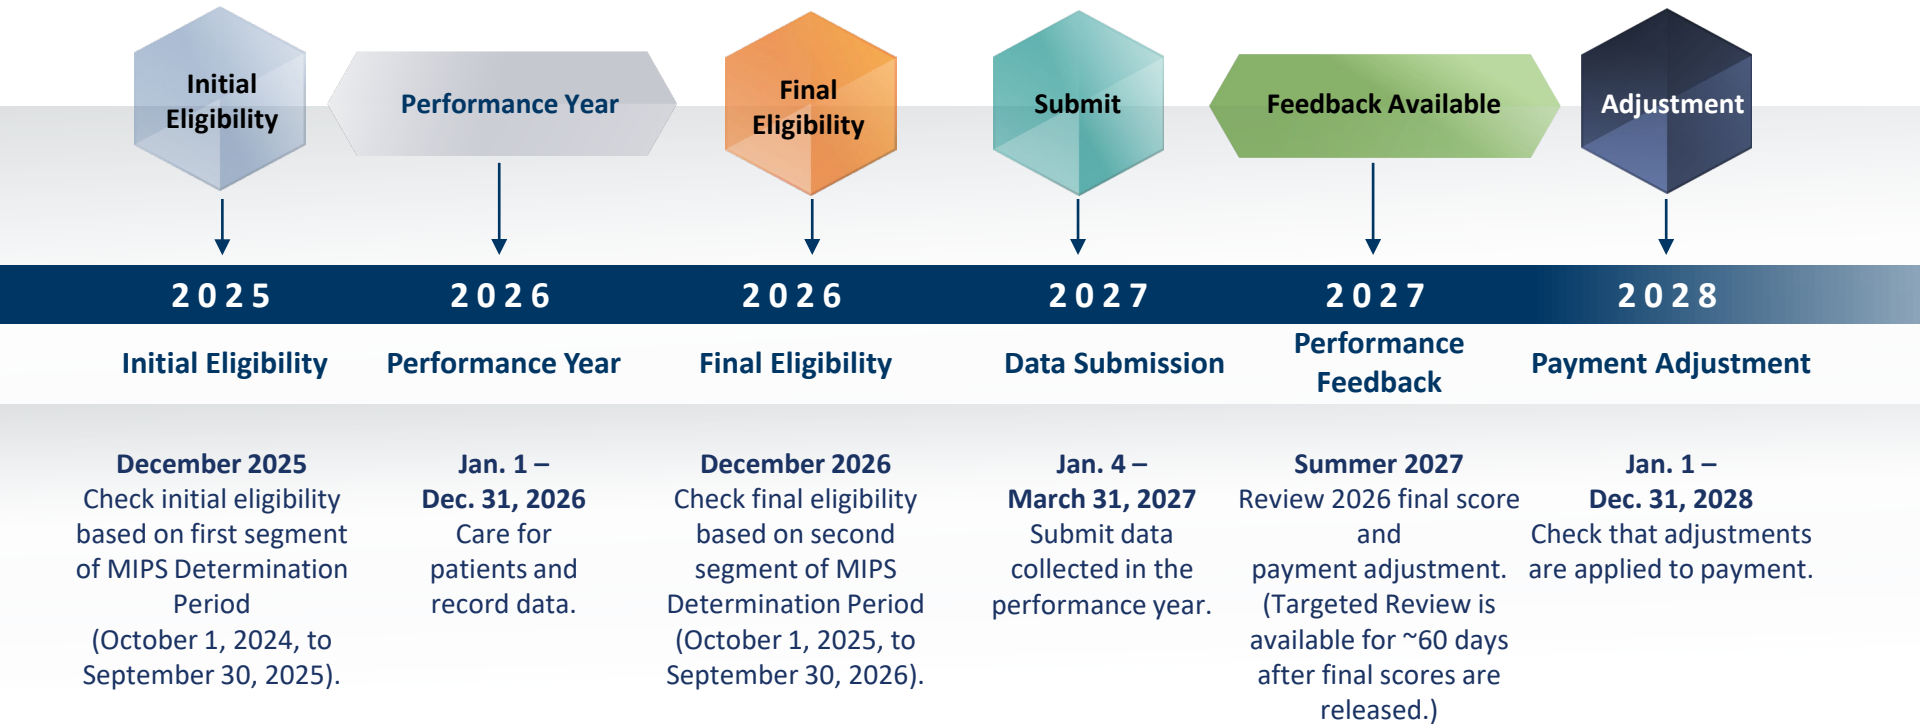 Initial
Eligibility
Performance Year
Final
Eligibility
Submit
Feedback Available
Adjustment
2025
2026
2026
2027
2027
2028
Initial Eligibility
Performance Year
Final Eligibility
Data Submission
Performance
Feedback
Payment Adjustment
December 2025
Check initial eligibility
based on first segment
of MIPS Determination
Period
(October 1, 2024, to
September 30, 2025).
Jan. 1 –
Dec. 31, 2026
Care for
patients and
record data.
December 2026
Check final eligibility
based on second
segment of MIPS
Determination Period
(October 1, 2025, to
September 30, 2026).
Jan. 4 –
March 31, 2027
Submit data
collected in the
performance year.
Summer 2027
Review 2026 final score
and
payment adjustment.
(Targeted Review is
available for ~60 days
after final scores are
released.)
Jan. 1 –
Dec. 31, 2028
Check that adjustments
are applied to payment.